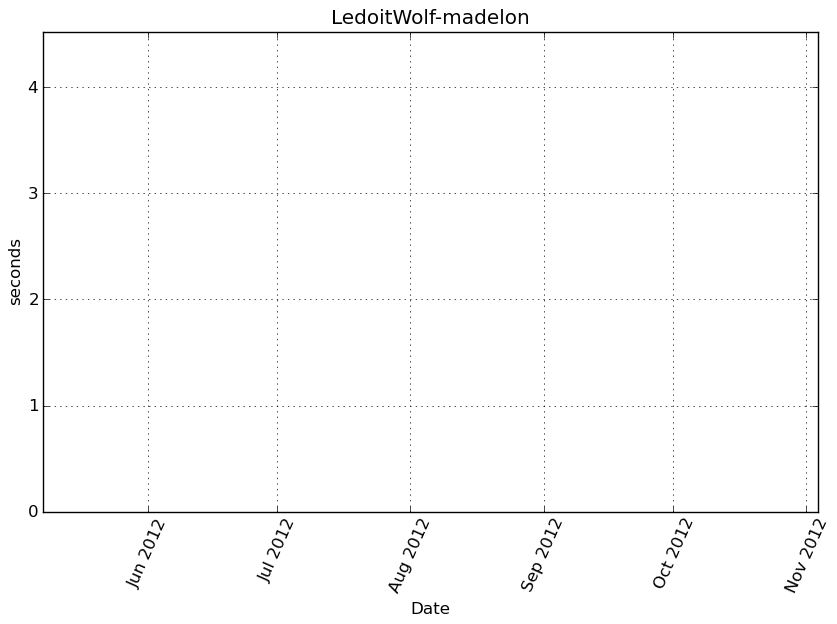 LedoitWolf-madelon
4
3
2
1
0
seconds
Jun 2012
Jul 2012
Aug 2012
Sep 2012
Oct 2012
Nov 2012
Date